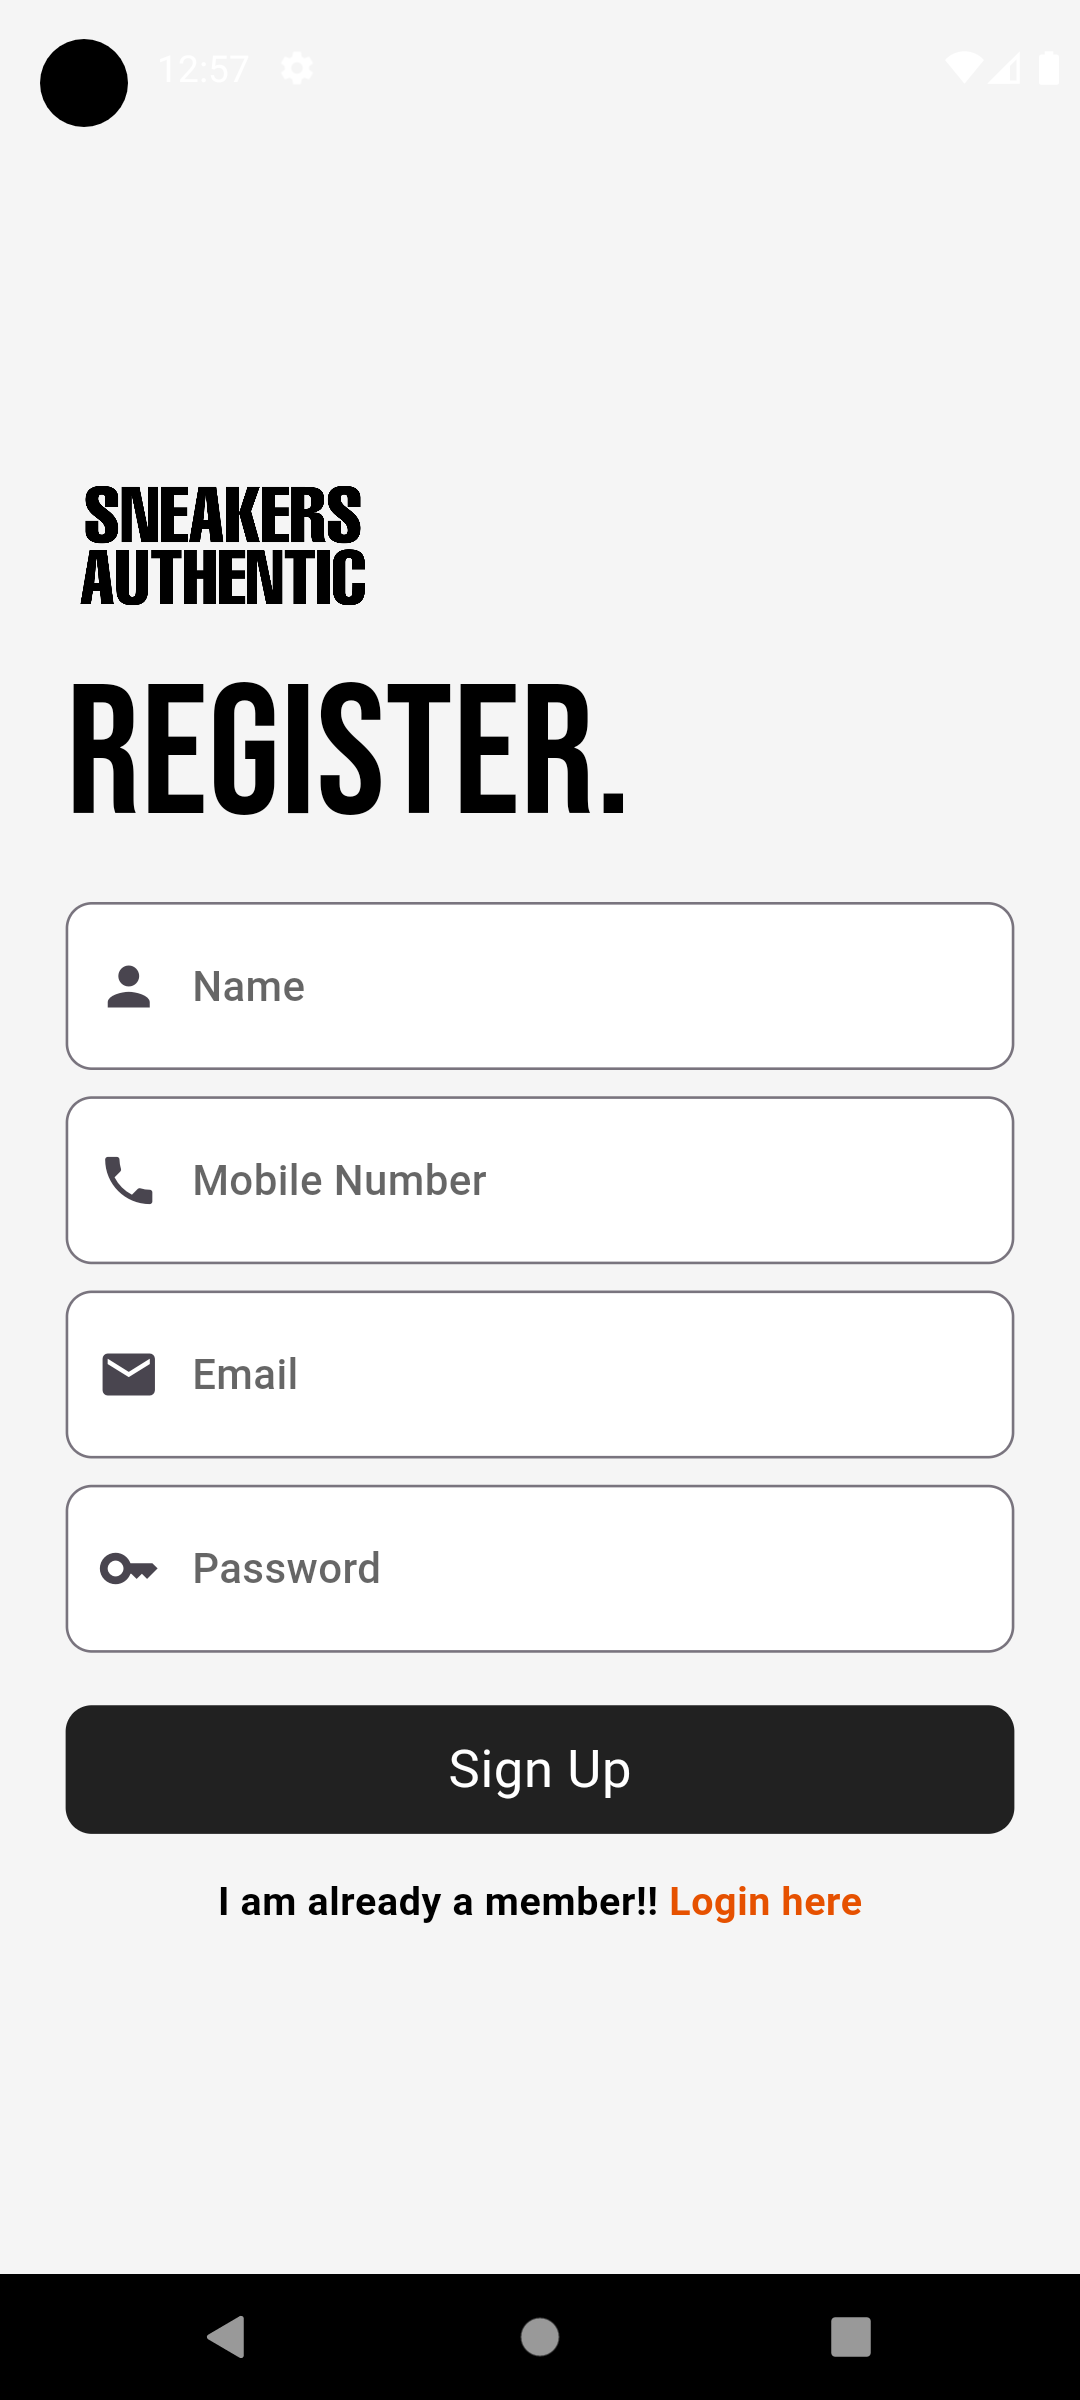 12:57
SNEAKERS
AUTHENTIC
REGISTER.
Name
Mobile Number
Email
Password
Sign Up
I am already a member!! Login here